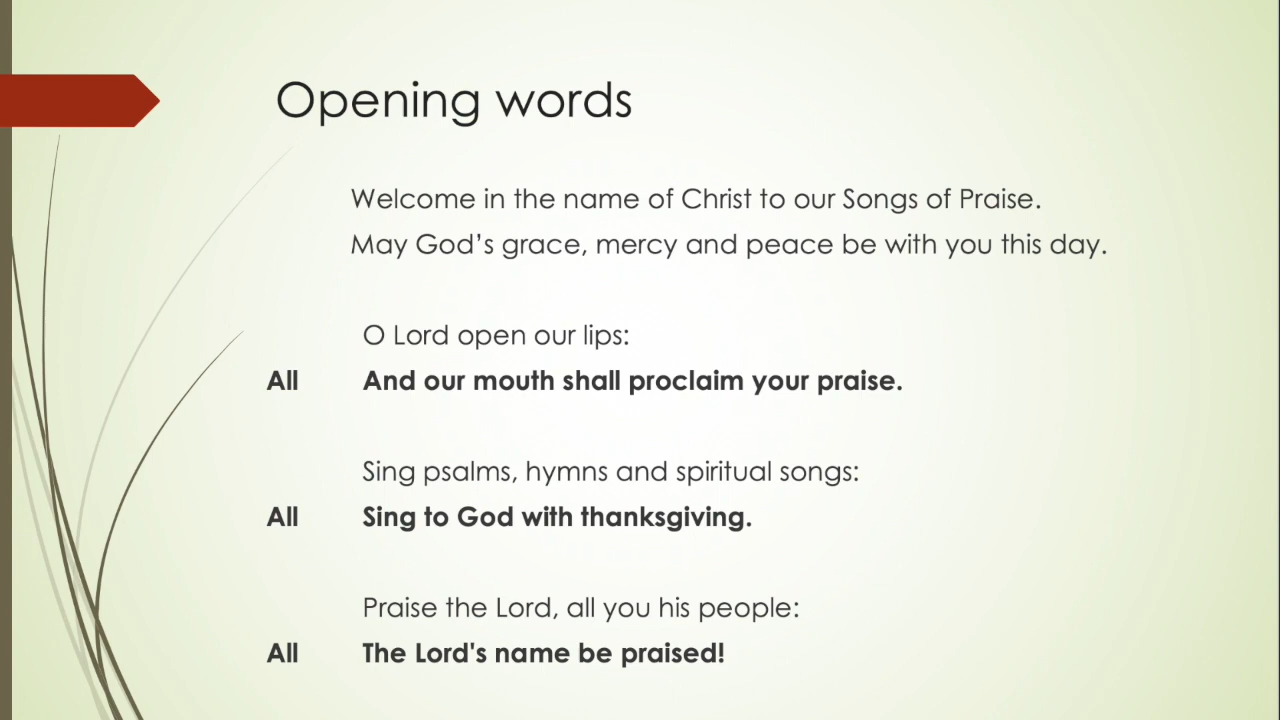 Opening words
Welcome in the name of Christ to our Songs of Praise.
May God’s grace, mercy and peace be with you this day.
O Lord open our lips:
All And our mouth shall proclaim your praise.
Sing psalms, hymns and spiritual songs:
All Sing to God with thanksgiving.
Praise the Lord, all you his people:
All The Lord's name be praised!